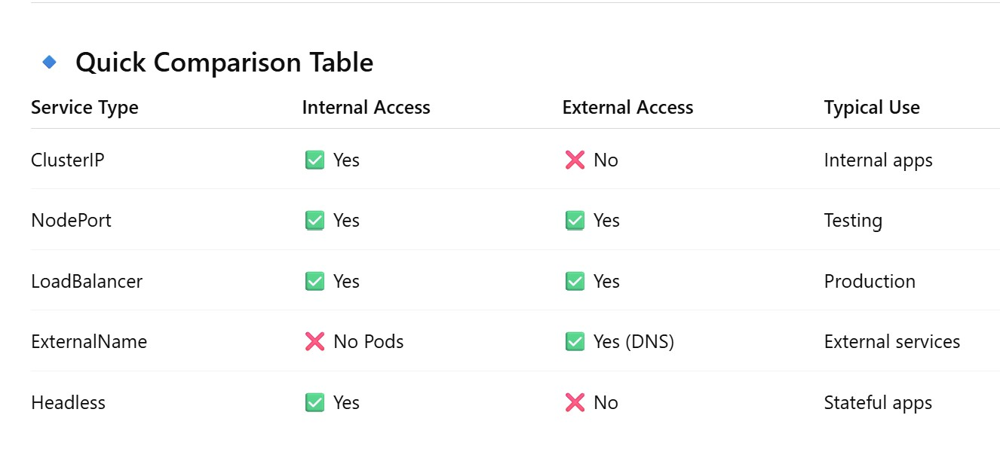 🔹 Quick Comparison Table
Service Type Internal Access External Access Typical Use
ClusterIP ✅ Yes ❌ No Internal apps
NodePort ✅ Yes ✅ Yes Testing
LoadBalancer ✅ Yes ✅ Yes Production
ExternalName ❌ No Pods ✅ Yes (DNS) External services
Headless ✅ Yes ❌ No Stateful apps